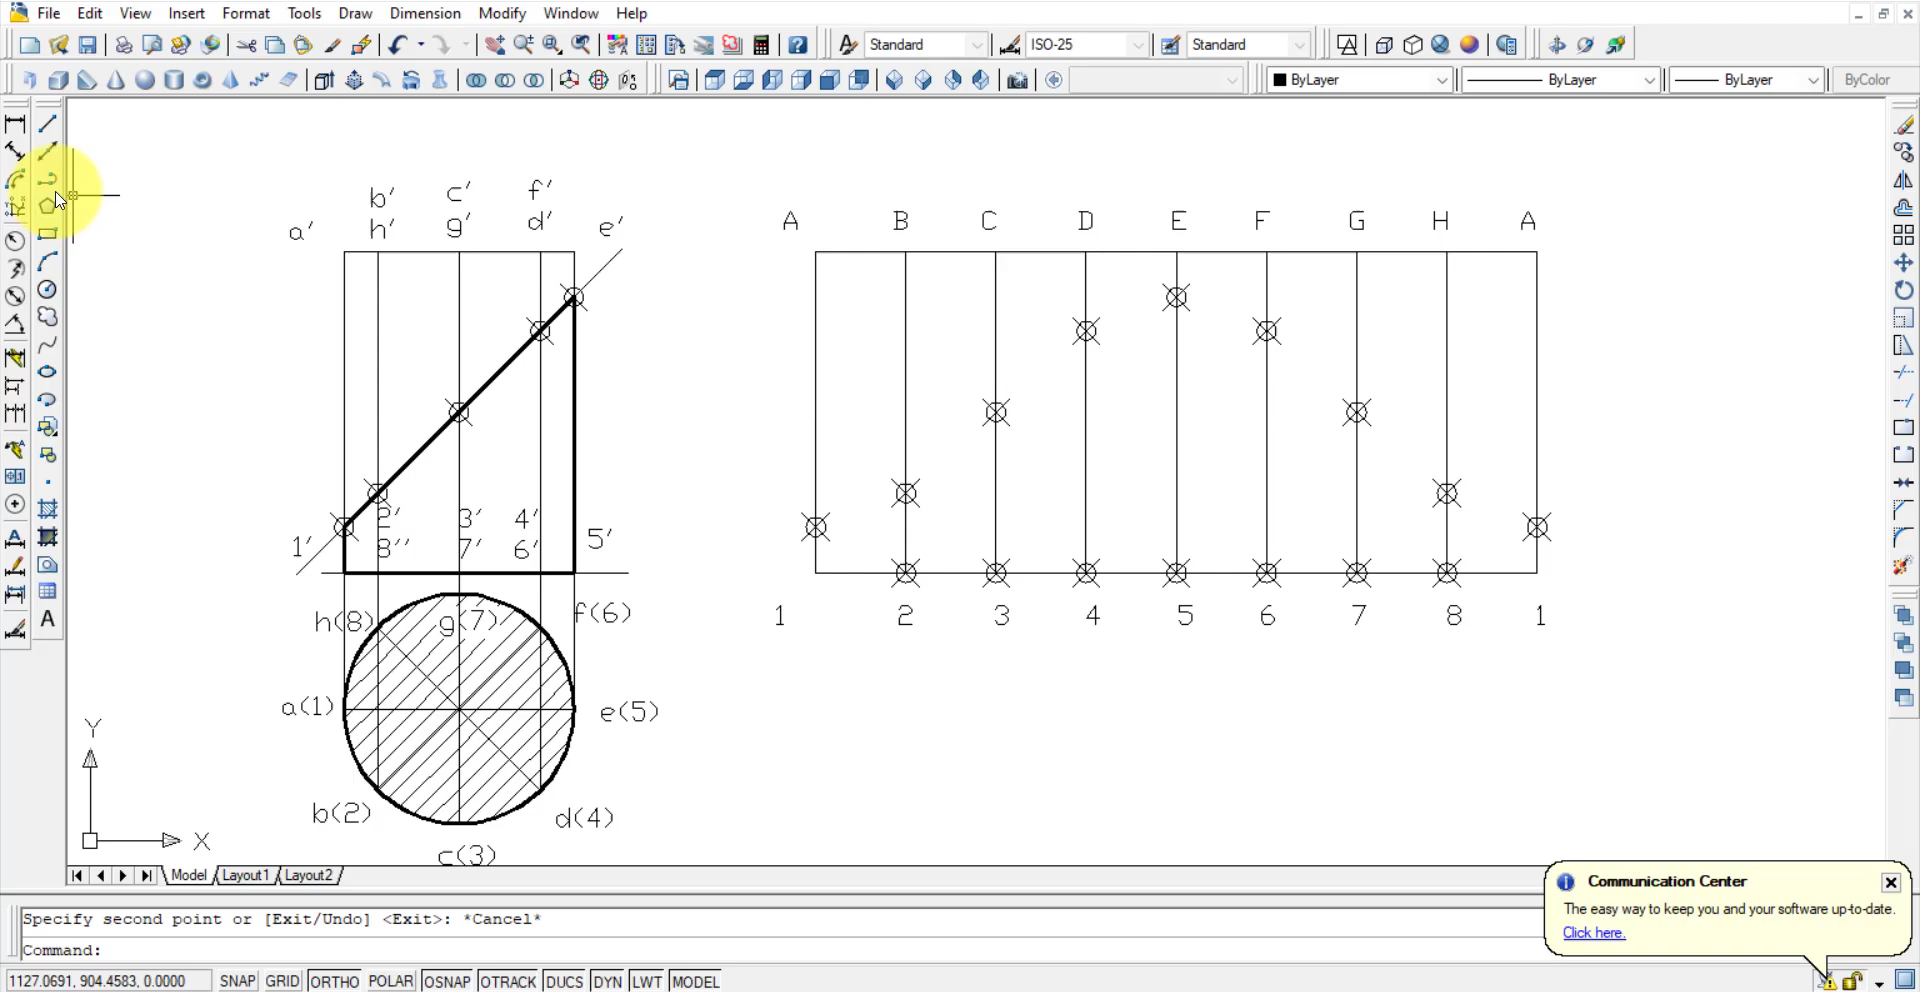 File Edit View Insert Format Tools Draw Dimension Modify Window Help
Standard ISO-25 Standard
ByLayer ByLayer ByLayer ByColor
b' c' f'
a' h' g' d' e'
A B C D E F G H A
2' 3' 4'
1' 8'' 7' 6' 5'
h(8) g(7) f(6)
1 2 3 4 5 6 7 8 1
a(1) e(5)
b(2) d(4)
c(3)
Y
X
Model Layout1 Layout2
Communication Center
The easy way to keep you and your software up-to-date.
Click here.
Specify second point or [Exit/Undo] <Exit>: *Cancel*
Command:
1127.0691, 904.4583, 0.0000 SNAP GRID ORTHO POLAR OSNAP OTRACK DUCS DYN LWT MODEL